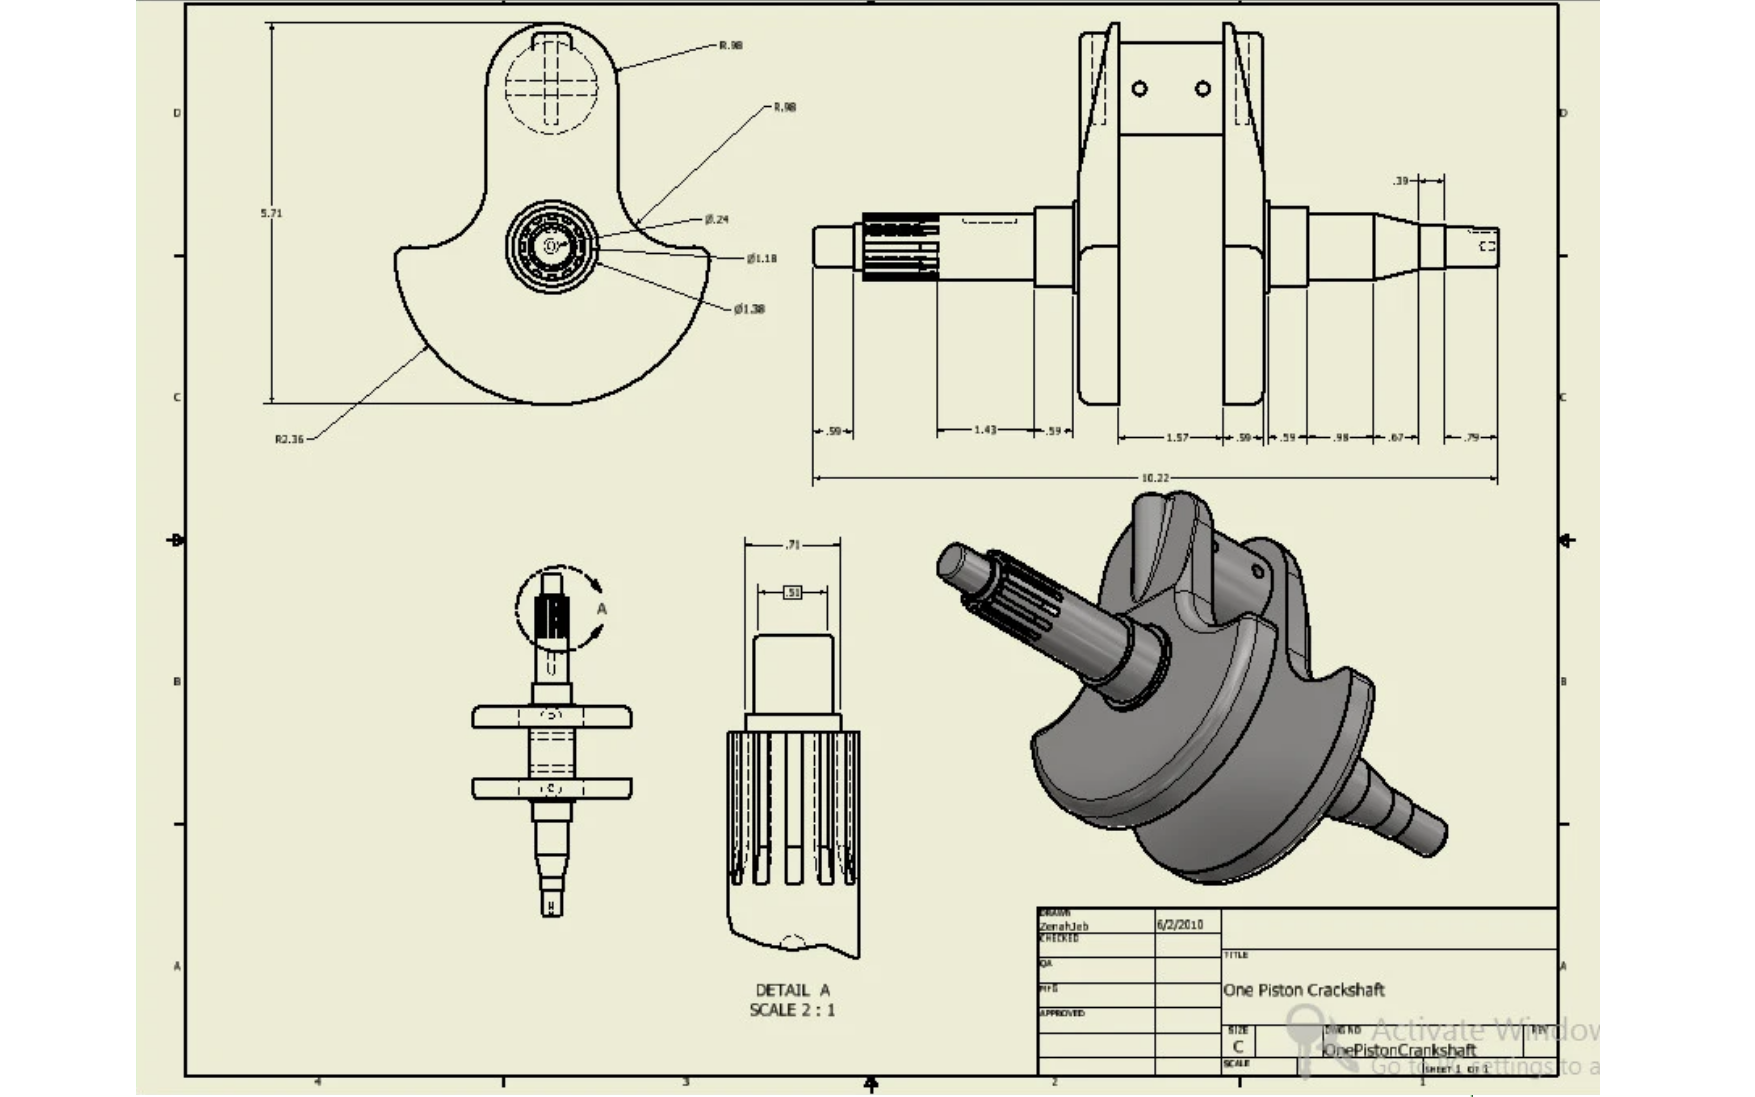 D
D
C
C
B
B
A
A
4
3
2
1
5.71
R.98
R.98
Ø.24
Ø1.18
Ø1.38
R2.36
.39
.59
1.43
.59
1.57
.59
.59
.98
.67
.79
10.22
A
.71
.51
DETAIL A
SCALE 2 : 1
DRAWN
ZenahJeb
6/2/2010
CHECKED
QA
MFG
APPROVED
TITLE
One Piston Crackshaft
SIZE
C
DWG NO
OnePistonCrankshaft
REV
SCALE
SHEET 1 OF 1
Activate Window
Go to PC settings to a